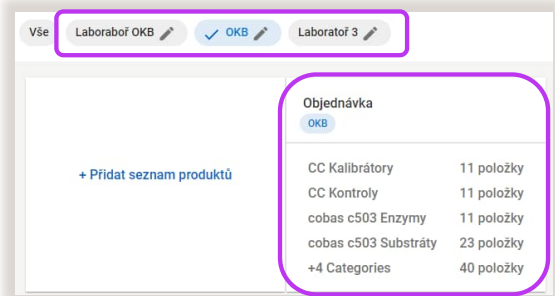 Vše Laboraboř OKB OKB Laboratoř 3
Objednávka
OKB
+ Přidat seznam produktů
CC Kalibrátory 11 položky
CC Kontroly 11 položky
cobas c503 Enzymy 11 položky
cobas c503 Substráty 23 položky
+4 Categories 40 položky